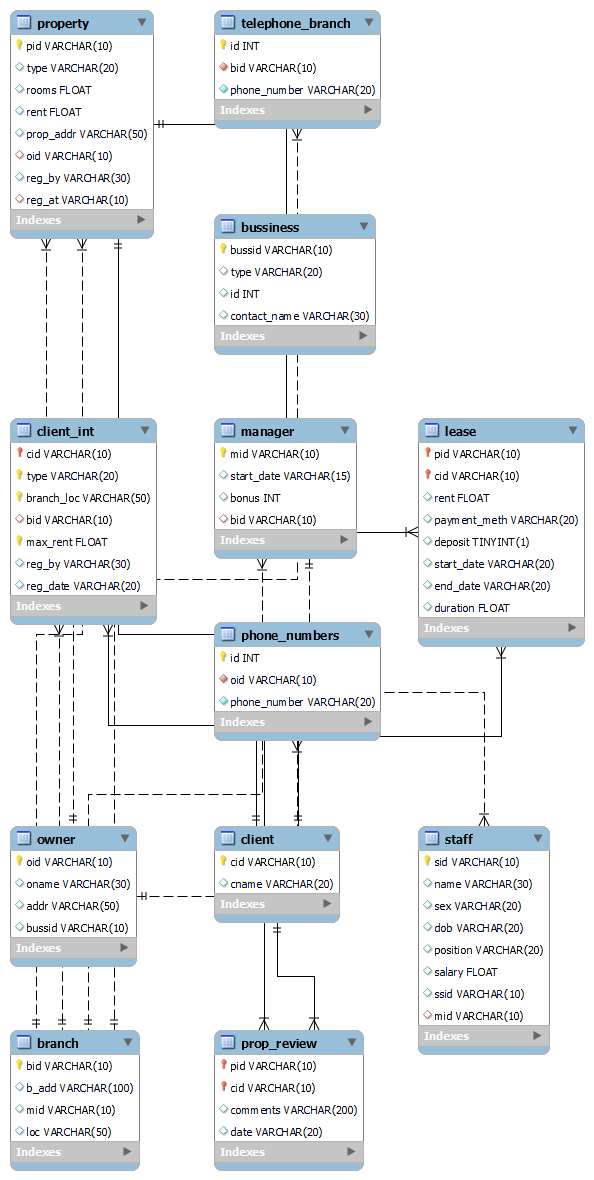 property
pid VARCHAR(10)
type VARCHAR(20)
rooms FLOAT
rent FLOAT
prop_addr VARCHAR(50)
oid VARCHAR(10)
reg_by VARCHAR(30)
reg_at VARCHAR(10)
Indexes
telephone_branch
id INT
bid VARCHAR(10)
phone_number VARCHAR(20)
Indexes
bussiness
bussid VARCHAR(10)
type VARCHAR(20)
id INT
contact_name VARCHAR(30)
Indexes
client_int
cid VARCHAR(10)
type VARCHAR(20)
branch_loc VARCHAR(50)
bid VARCHAR(10)
max_rent FLOAT
reg_by VARCHAR(30)
reg_date VARCHAR(20)
Indexes
manager
mid VARCHAR(10)
start_date VARCHAR(15)
bonus INT
bid VARCHAR(10)
Indexes
lease
pid VARCHAR(10)
cid VARCHAR(10)
rent FLOAT
payment_meth VARCHAR(20)
deposit TINYINT(1)
start_date VARCHAR(20)
end_date VARCHAR(20)
duration FLOAT
Indexes
phone_numbers
id INT
oid VARCHAR(10)
phone_number VARCHAR(20)
Indexes
owner
oid VARCHAR(10)
oname VARCHAR(30)
addr VARCHAR(50)
bussid VARCHAR(10)
Indexes
client
cid VARCHAR(10)
cname VARCHAR(20)
Indexes
staff
sid VARCHAR(10)
name VARCHAR(30)
sex VARCHAR(20)
dob VARCHAR(20)
position VARCHAR(20)
salary FLOAT
ssid VARCHAR(10)
mid VARCHAR(10)
Indexes
branch
bid VARCHAR(10)
b_add VARCHAR(100)
mid VARCHAR(10)
loc VARCHAR(50)
Indexes
prop_review
pid VARCHAR(10)
cid VARCHAR(10)
comments VARCHAR(200)
date VARCHAR(20)
Indexes